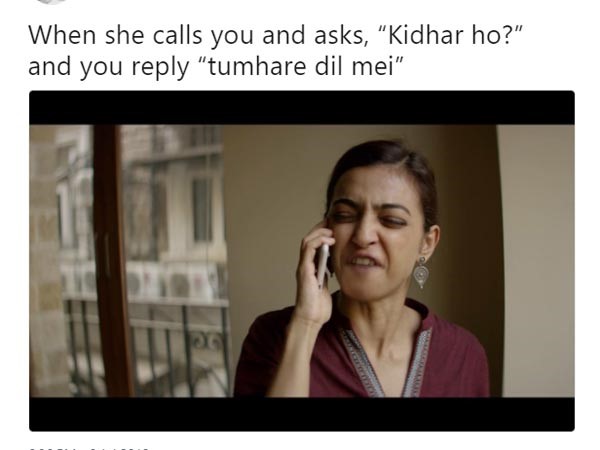 When she calls you and asks, “Kidhar ho?”
and you reply “tumhare dil mei”